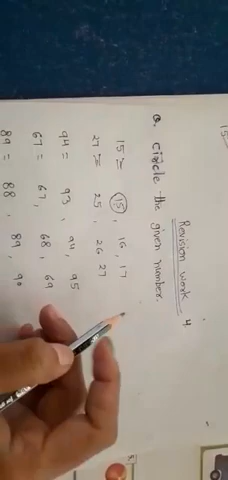 15
Revision work 4.
Q. Circle the given number.
15 = 15, 16, 17
27 = 25, 26 27
94 = 93, 94, 95
67 = 67, 68, 69
89 = 88, 89, 90